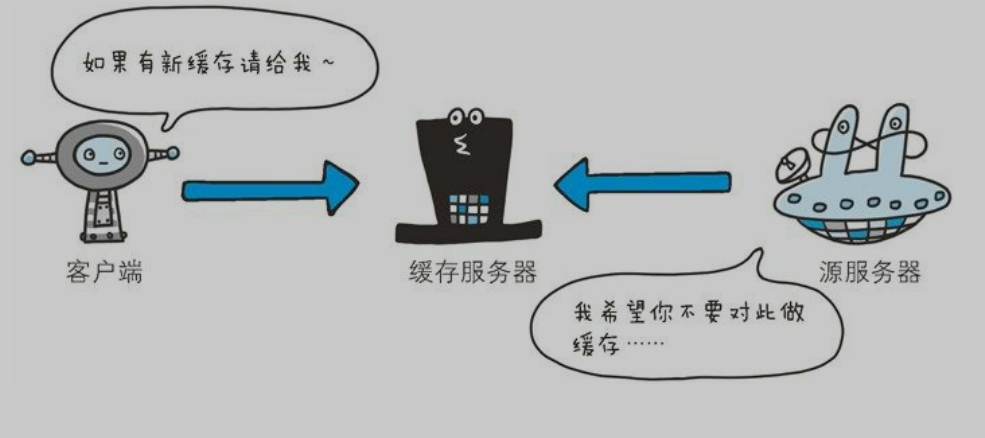 如果有新缓存请给我～
客户端
缓存服务器
源服务器
我希望你不要对此做
缓存……